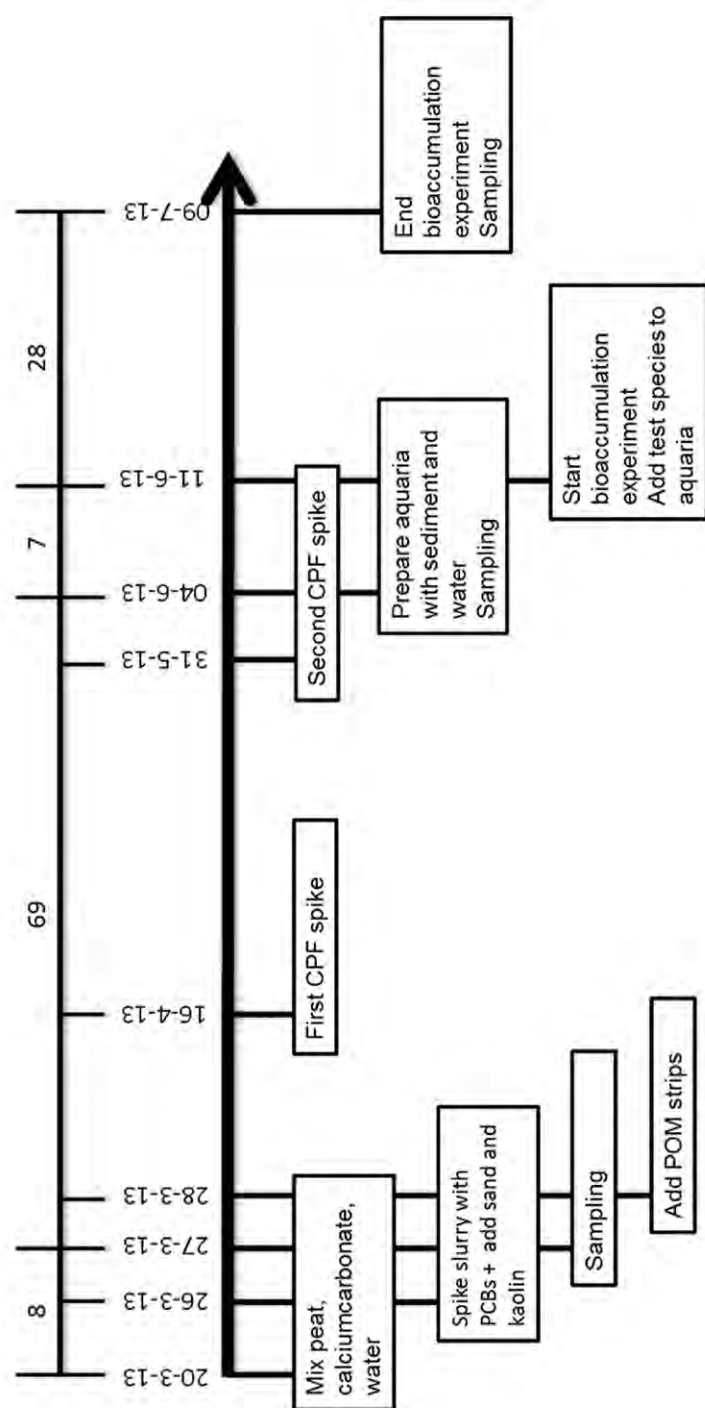 8
69
7
28
20-3-13
26-3-13
27-3-13
28-3-13
16-4-13
31-5-13
04-6-13
11-6-13
09-7-13
Mix peat,
calciumcarbonate,
water
Spike slurry with
PCBs + add sand and
kaolin
Sampling
Add POM strips
First CPF spike
Second CPF spike
Prepare aquaria
with sediment and
water
Sampling
Start
bioaccumulation
experiment
Add test species to
aquaria
End
bioaccumulation
experiment
Sampling